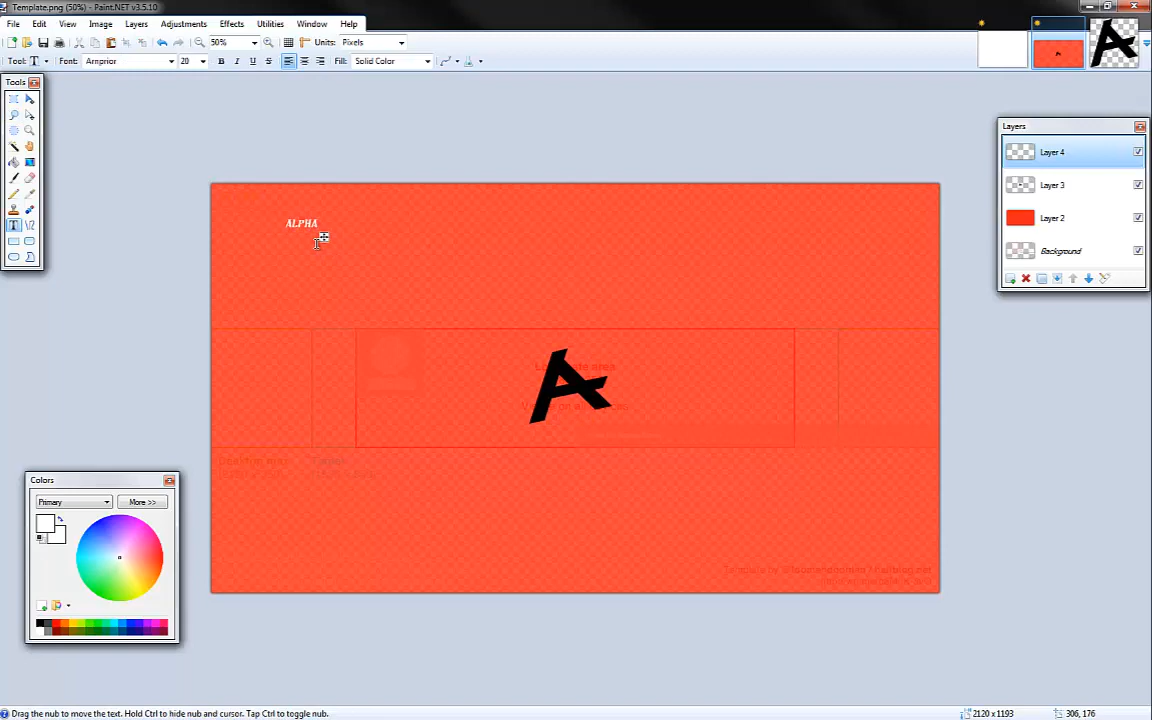 Template.png (50%) - Paint.NET v3.5.10
File Edit View Image Layers Adjustments Effects Utilities Window Help
50% Units: Pixels
Tool: T Font: Arnprior 20 B I U S Fill: Solid Color
Tools
Layers
Layer 4
Layer 3
Layer 2
Background
ALPHA
A
Template by
Colors
Primary
More >>
Drag the nub to move the text. Hold Ctrl to hide nub and cursor. Tap Ctrl to toggle nub.
2120 x 1193
306, 176